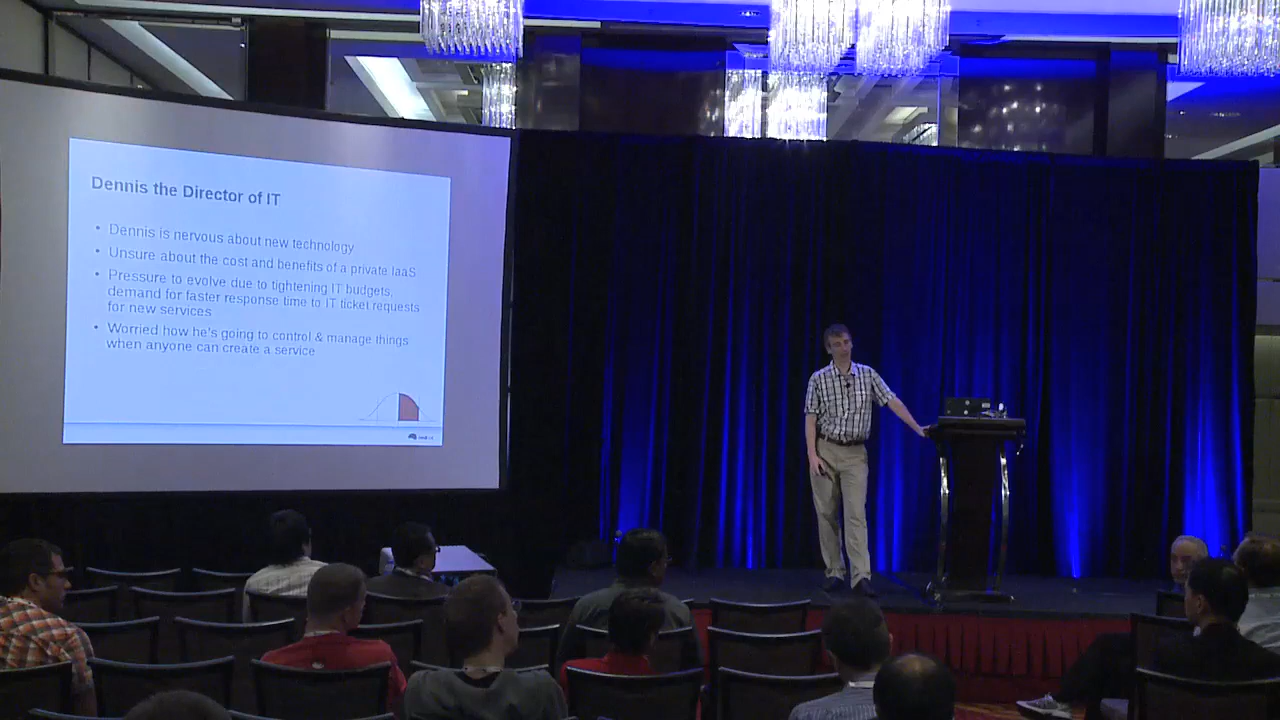 Dennis the Director of IT
• Dennis is nervous about new technology
• Unsure about the cost and benefits of a private IaaS
• Pressure to evolve due to tightening IT budgets,
demand for faster response time to IT ticket requests
for new services
• Worried how he's going to control & manage things
when anyone can create a service